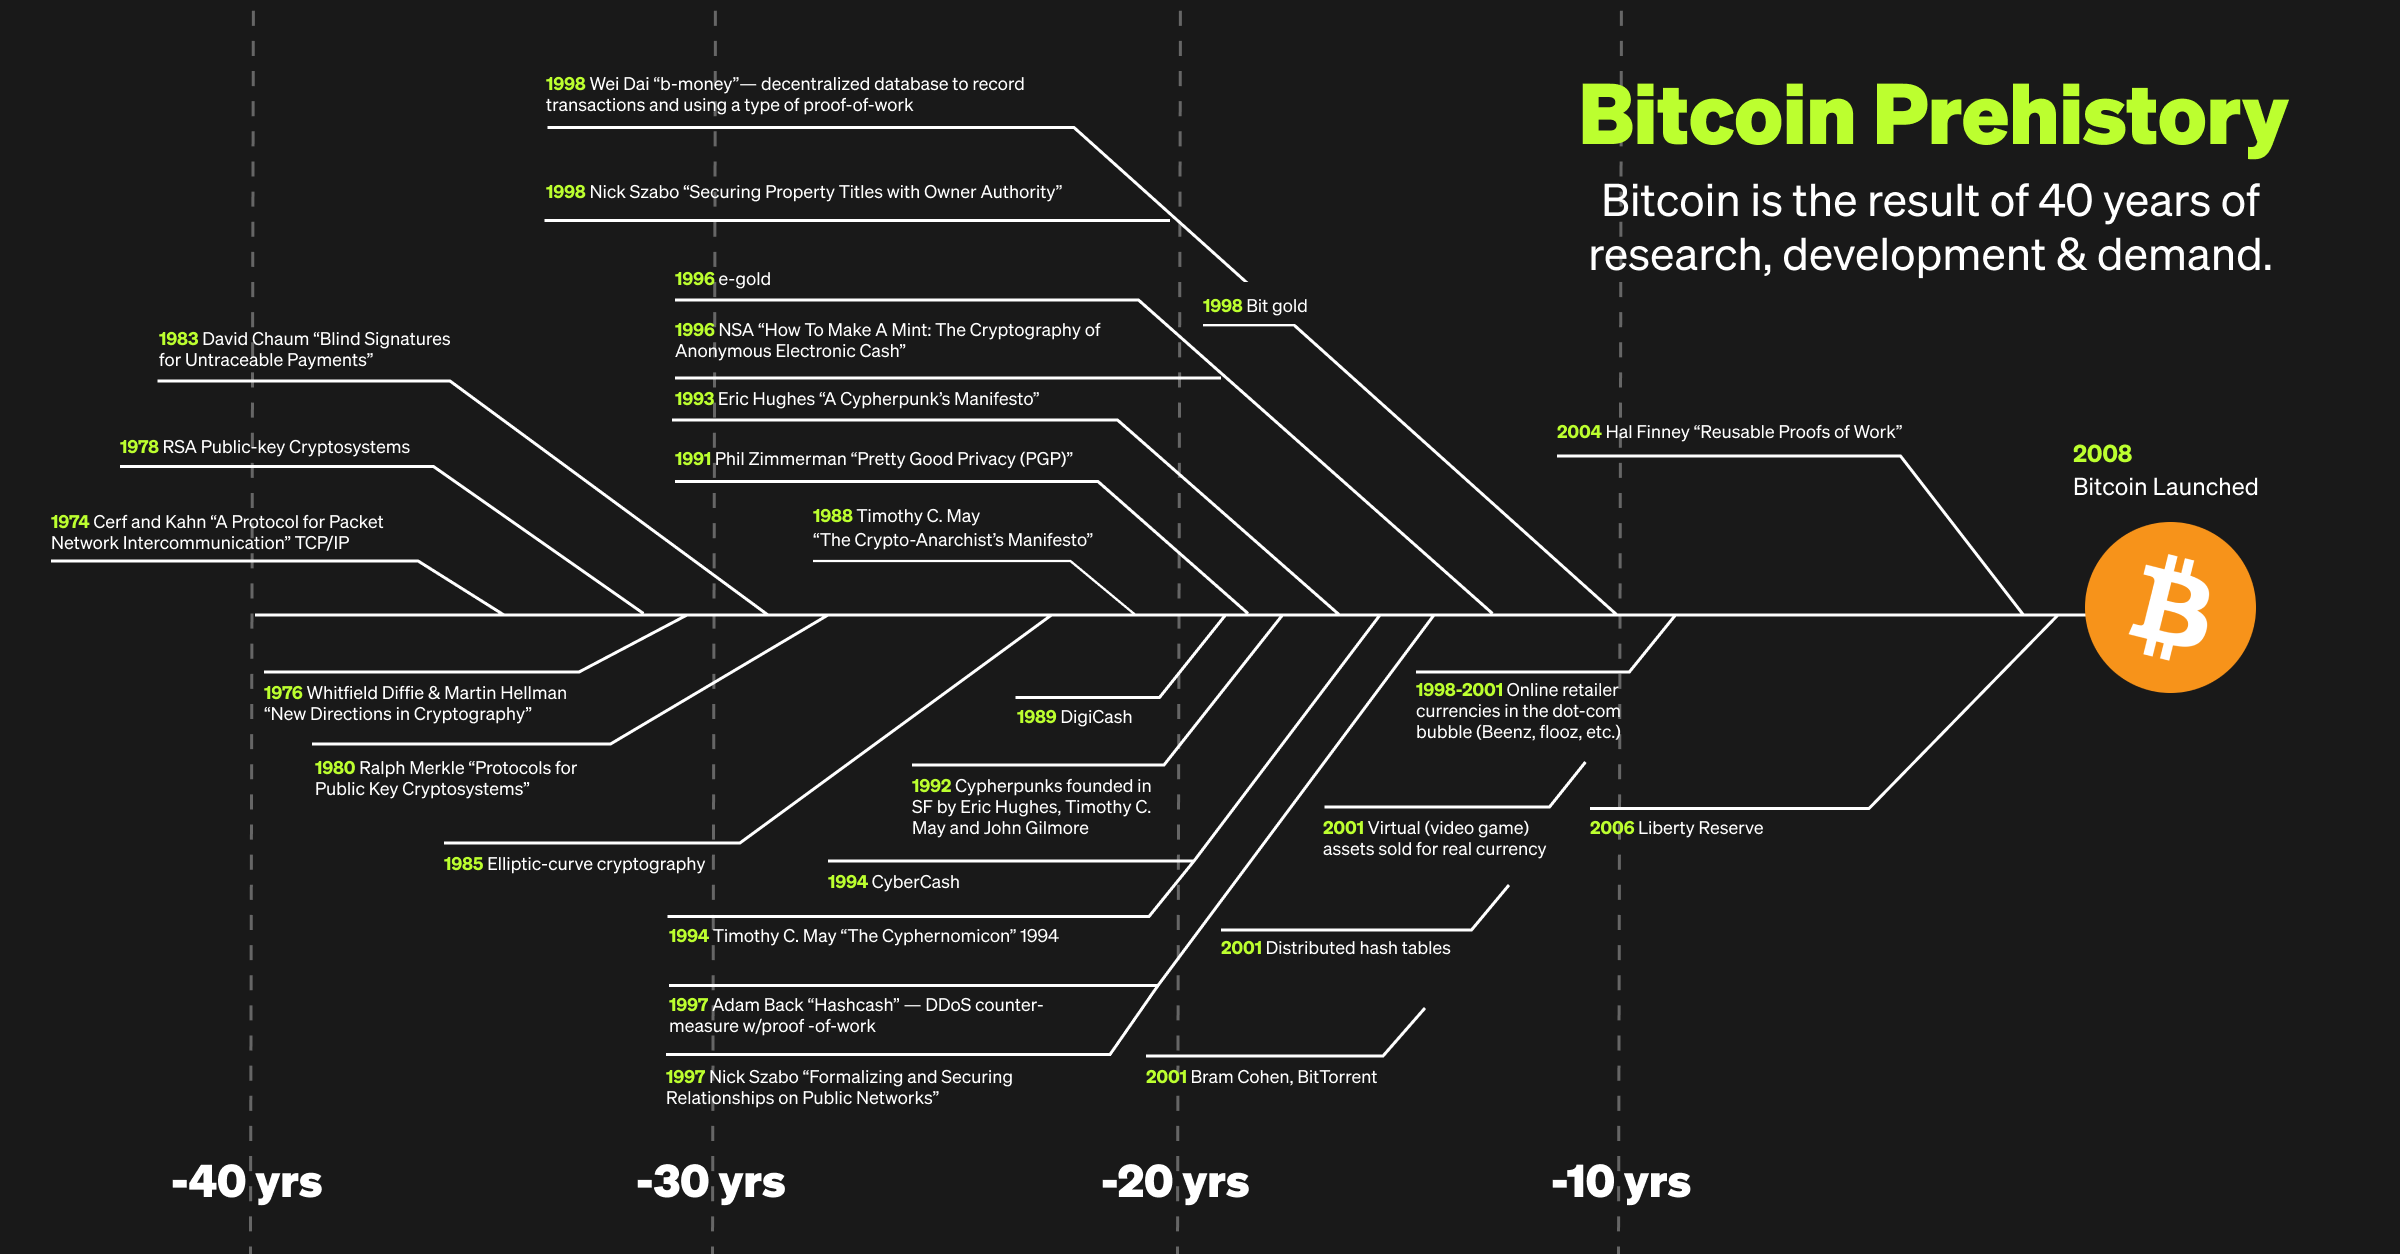 Bitcoin Prehistory
Bitcoin is the result of 40 years of
research, development & demand.
1998 Wei Dai “b-money”— decentralized database to record
transactions and using a type of proof-of-work
1998 Nick Szabo “Securing Property Titles with Owner Authority”
1996 e-gold
1998 Bit gold
1996 NSA “How To Make A Mint: The Cryptography of
Anonymous Electronic Cash”
1983 David Chaum “Blind Signatures
for Untraceable Payments”
1993 Eric Hughes “A Cypherpunk’s Manifesto”
1978 RSA Public-key Cryptosystems
1991 Phil Zimmerman “Pretty Good Privacy (PGP)”
2004 Hal Finney “Reusable Proofs of Work”
2008
Bitcoin Launched
1974 Cerf and Kahn “A Protocol for Packet
Network Intercommunication” TCP/IP
1988 Timothy C. May
“The Crypto-Anarchist’s Manifesto”
1976 Whitfield Diffie & Martin Hellman
“New Directions in Cryptography”
1980 Ralph Merkle “Protocols for
Public Key Cryptosystems”
1985 Elliptic-curve cryptography
1989 DigiCash
1992 Cypherpunks founded in
SF by Eric Hughes, Timothy C.
May and John Gilmore
1994 CyberCash
1994 Timothy C. May “The Cyphernomicon” 1994
1997 Adam Back “Hashcash” — DDoS counter-
measure w/proof -of-work
1997 Nick Szabo “Formalizing and Securing
Relationships on Public Networks”
1998-2001 Online retailer
currencies in the dot-com
bubble (Beenz, flooz, etc.)
2001 Virtual (video game)
assets sold for real currency
2006 Liberty Reserve
2001 Distributed hash tables
2001 Bram Cohen, BitTorrent
-40 yrs
-30 yrs
-20 yrs
-10 yrs